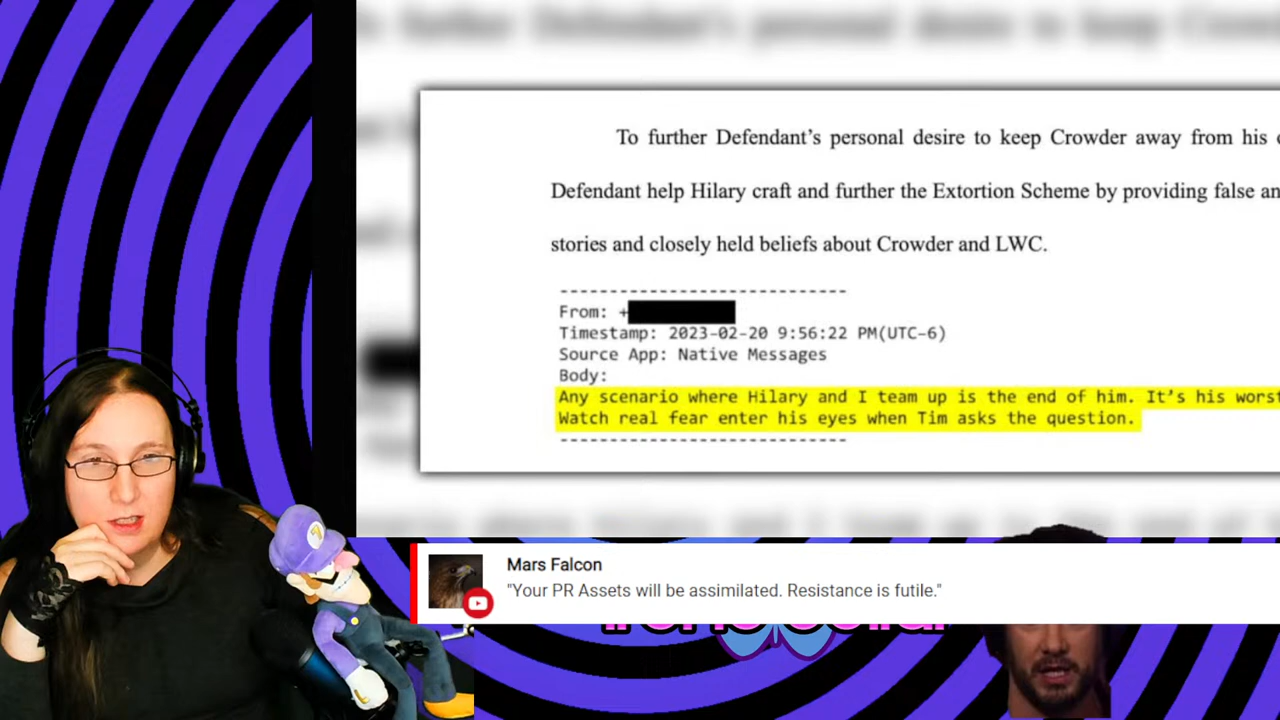 To further Defendant’s personal desire to keep Crowder away from his
Defendant help Hilary craft and further the Extortion Scheme by providing false
stories and closely held beliefs about Crowder and LWC.
---------------------------
From: +
Timestamp: 2023-02-20 9:56:22 PM(UTC-6)
Source App: Native Messages
Body:
Any scenario where Hilary and I team up is the end of him. It’s his worst
Watch real fear enter his eyes when Tim asks the question.
---------------------------
Mars Falcon
"Your PR Assets will be assimilated. Resistance is futile."